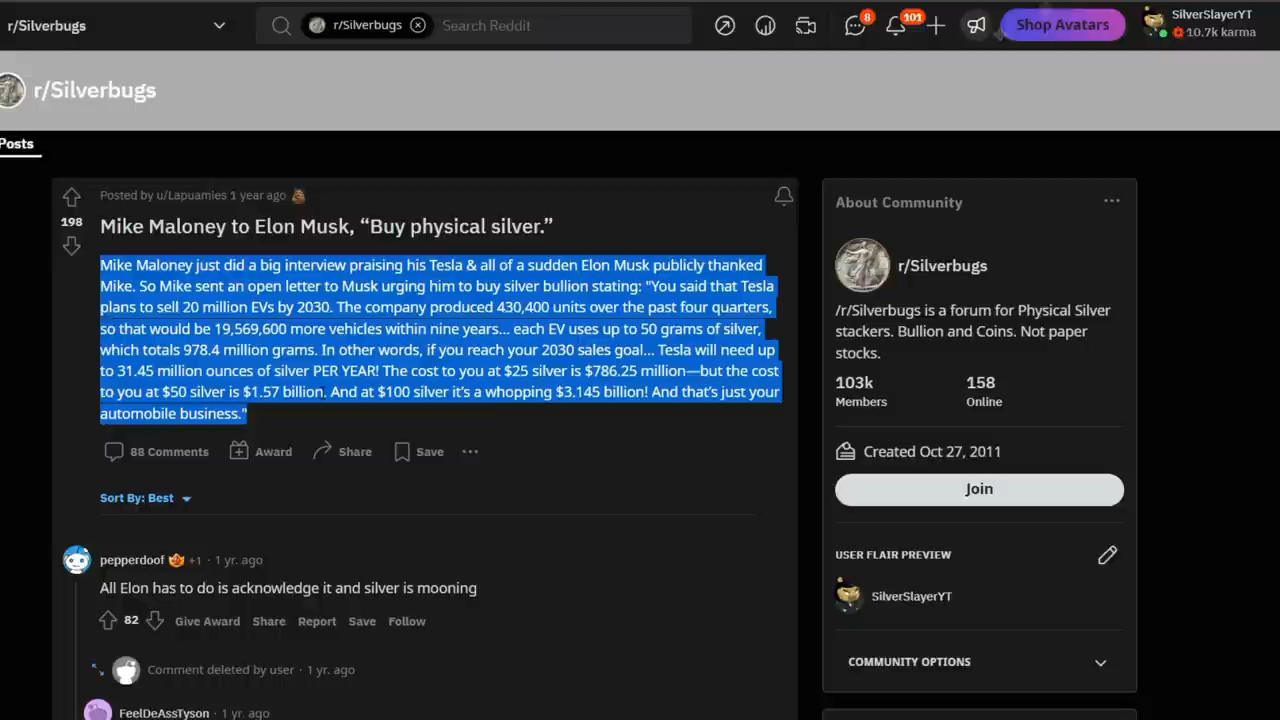 r/Silverbugs
r/Silverbugs
Search Reddit
8
101
Shop Avatars
SilverSlayerYT
10.7k karma
r/Silverbugs
Posts
Posted by u/Lapuamies 1 year ago
198
Mike Maloney to Elon Musk, “Buy physical silver.”
Mike Maloney just did a big interview praising his Tesla & all of a sudden Elon Musk publicly thanked
Mike. So Mike sent an open letter to Musk urging him to buy silver bullion stating: "You said that Tesla
plans to sell 20 million EVs by 2030. The company produced 430,400 units over the past four quarters,
so that would be 19,569,600 more vehicles within nine years... each EV uses up to 50 grams of silver,
which totals 978.4 million grams. In other words, if you reach your 2030 sales goal... Tesla will need up
to 31.45 million ounces of silver PER YEAR! The cost to you at $25 silver is $786.25 million—but the cost
to you at $50 silver is $1.57 billion. And at $100 silver it’s a whopping $3.145 billion! And that’s just your
automobile business."
88 Comments
Award
Share
Save
Sort By: Best
pepperdoof +1 · 1 yr. ago
All Elon has to do is acknowledge it and silver is mooning
82
Give Award
Share
Report
Save
Follow
Comment deleted by user · 1 yr. ago
FeelDeAssTyson · 1 yr. ago
About Community
r/Silverbugs
/r/Silverbugs is a forum for Physical Silver
stackers. Bullion and Coins. Not paper
stocks.
103k
158
Members
Online
Created Oct 27, 2011
Join
USER FLAIR PREVIEW
SilverSlayerYT
COMMUNITY OPTIONS